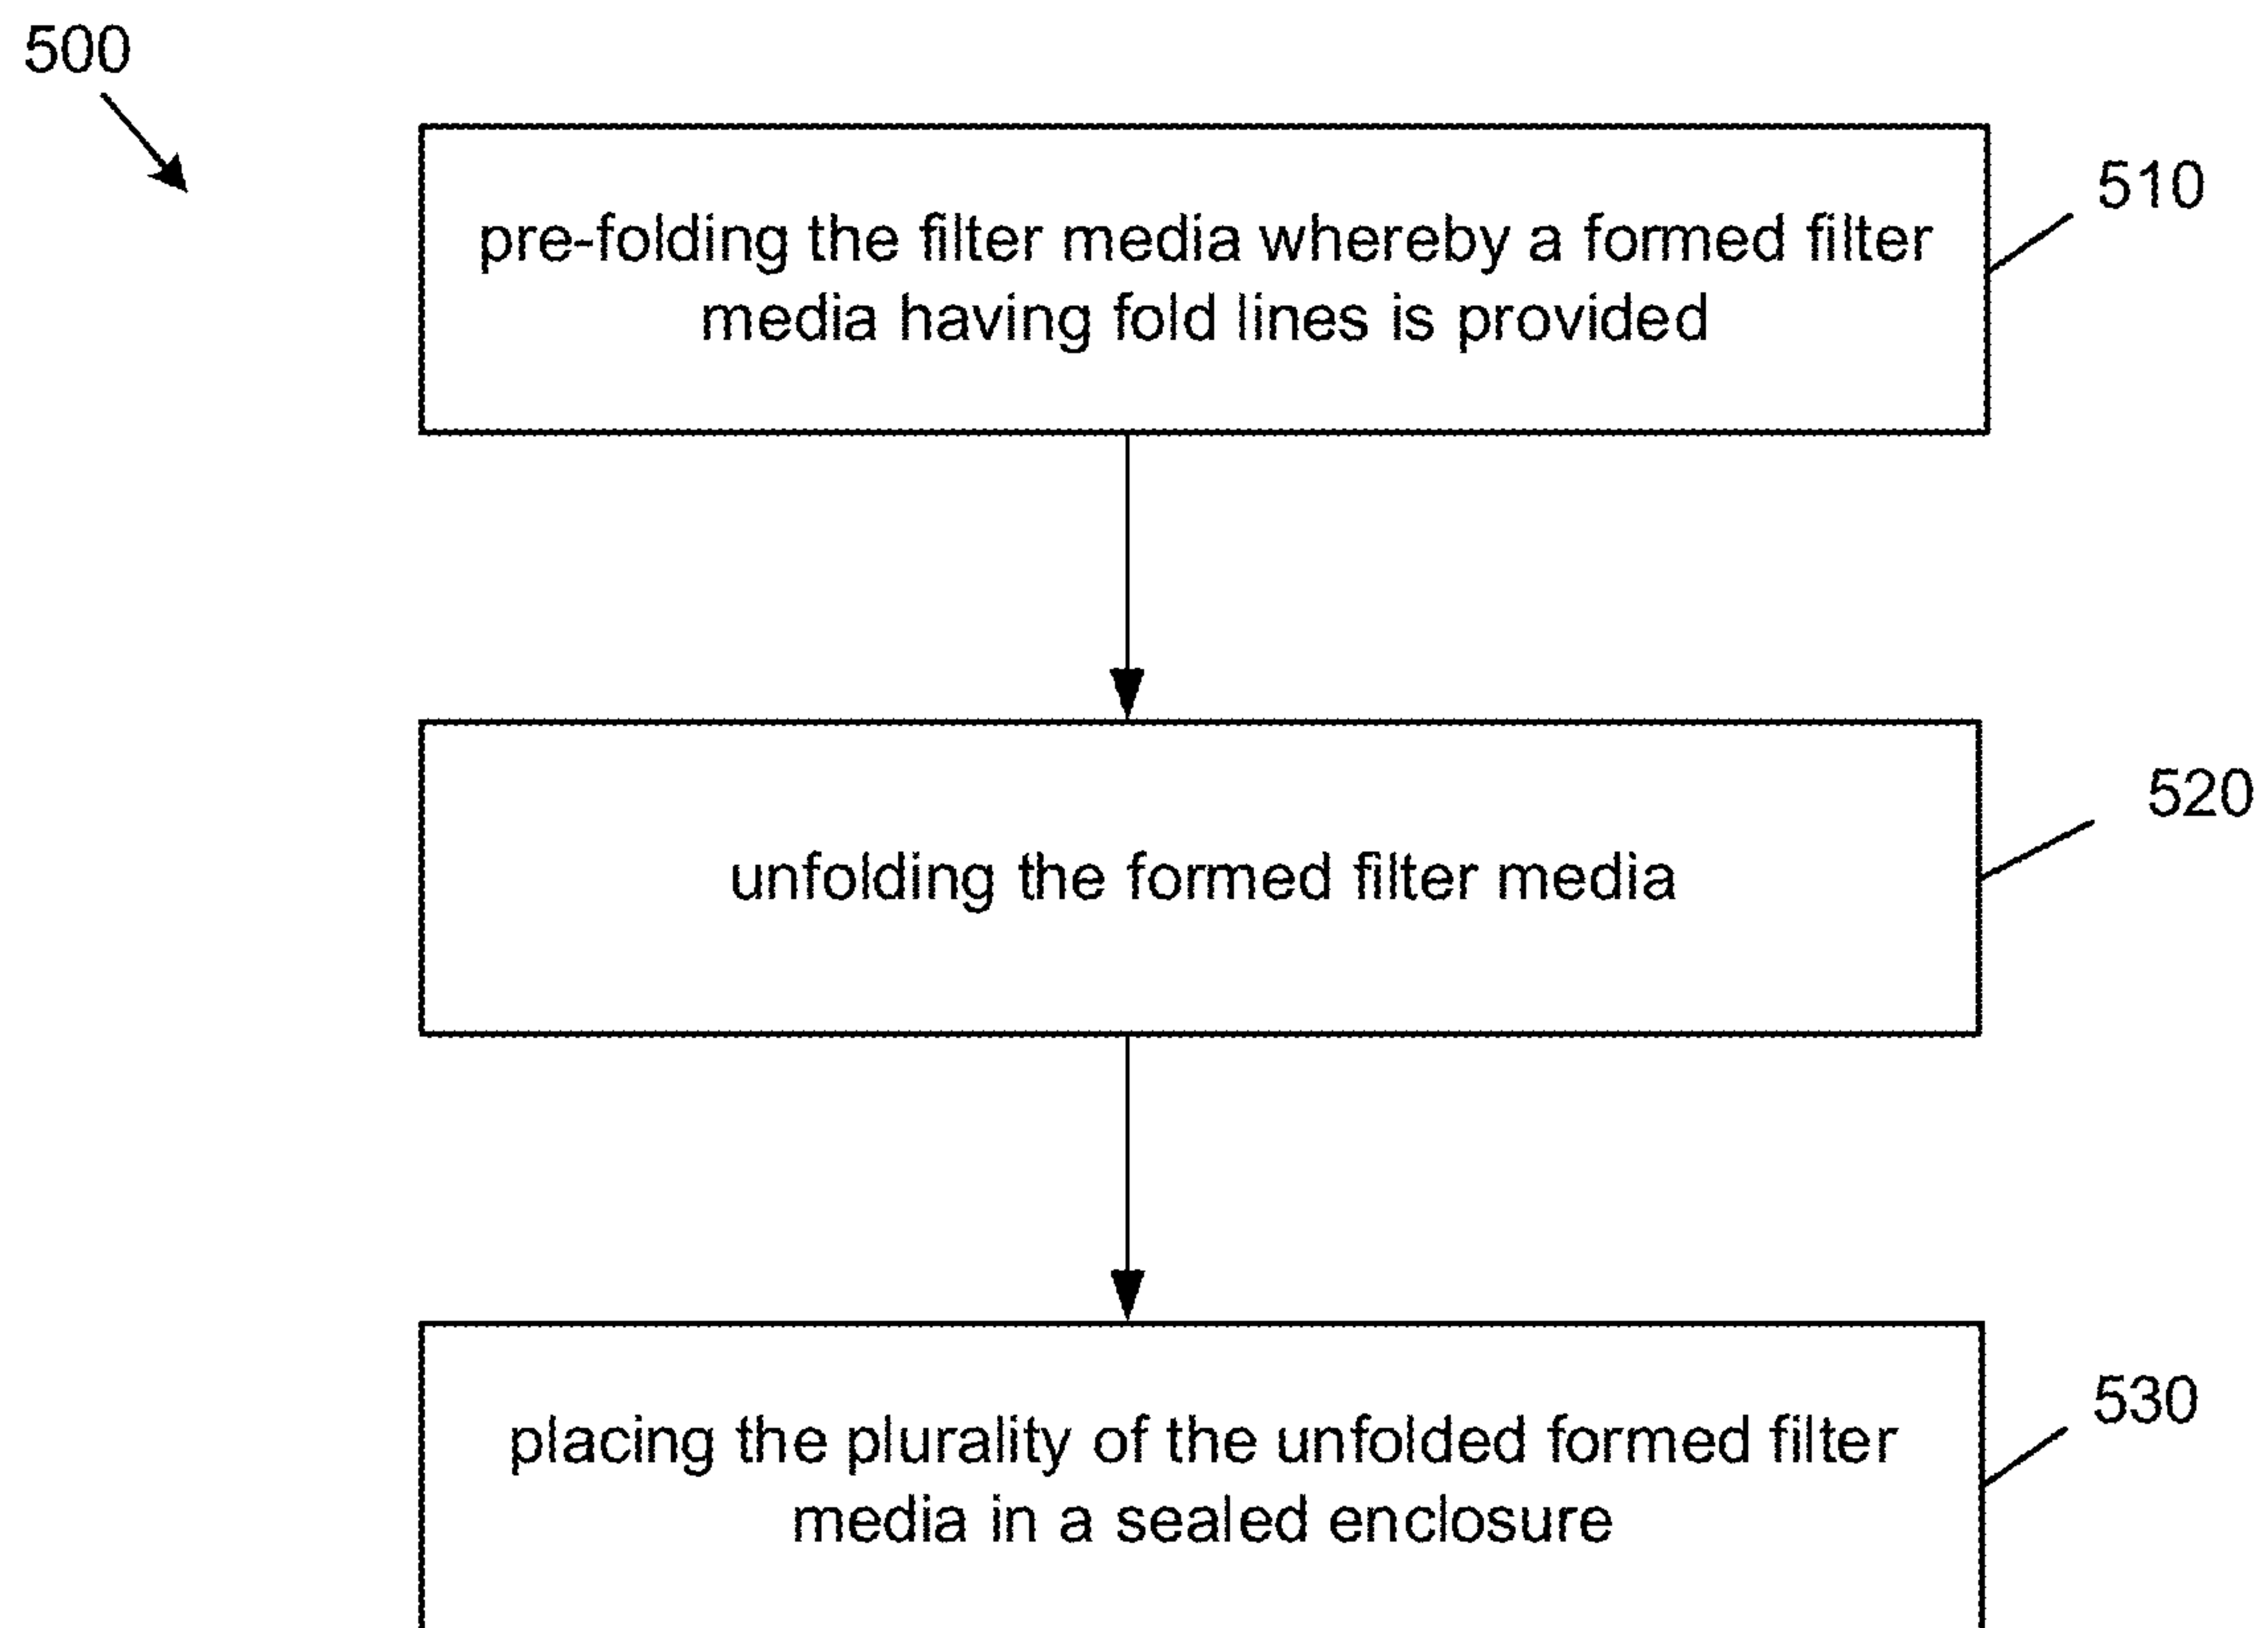 500
510
pre-folding the filter media whereby a formed filter
media having fold lines is provided
520
unfolding the formed filter media
530
placing the plurality of the unfolded formed filter
media in a sealed enclosure